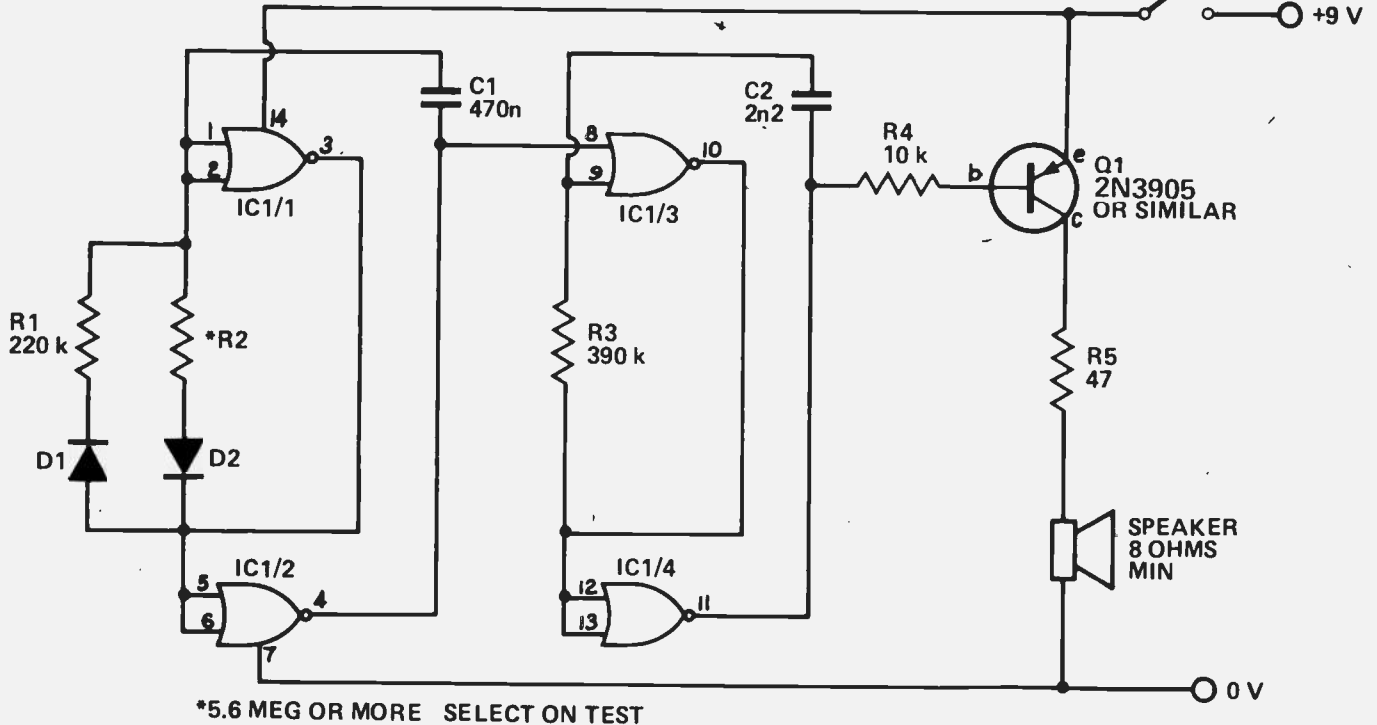 +9 V
C1
470n
C2
2n2
14
1
2
3
IC1/1
8
9
10
IC1/3
R4
10 k
b
e
c
Q1
2N3905
OR SIMILAR
R1
220 k
*R2
R3
390 k
R5
47
D1
D2
IC1/2
5
6
4
7
IC1/4
12
13
11
SPEAKER
8 OHMS
MIN
0 V
*5.6 MEG OR MORE SELECT ON TEST